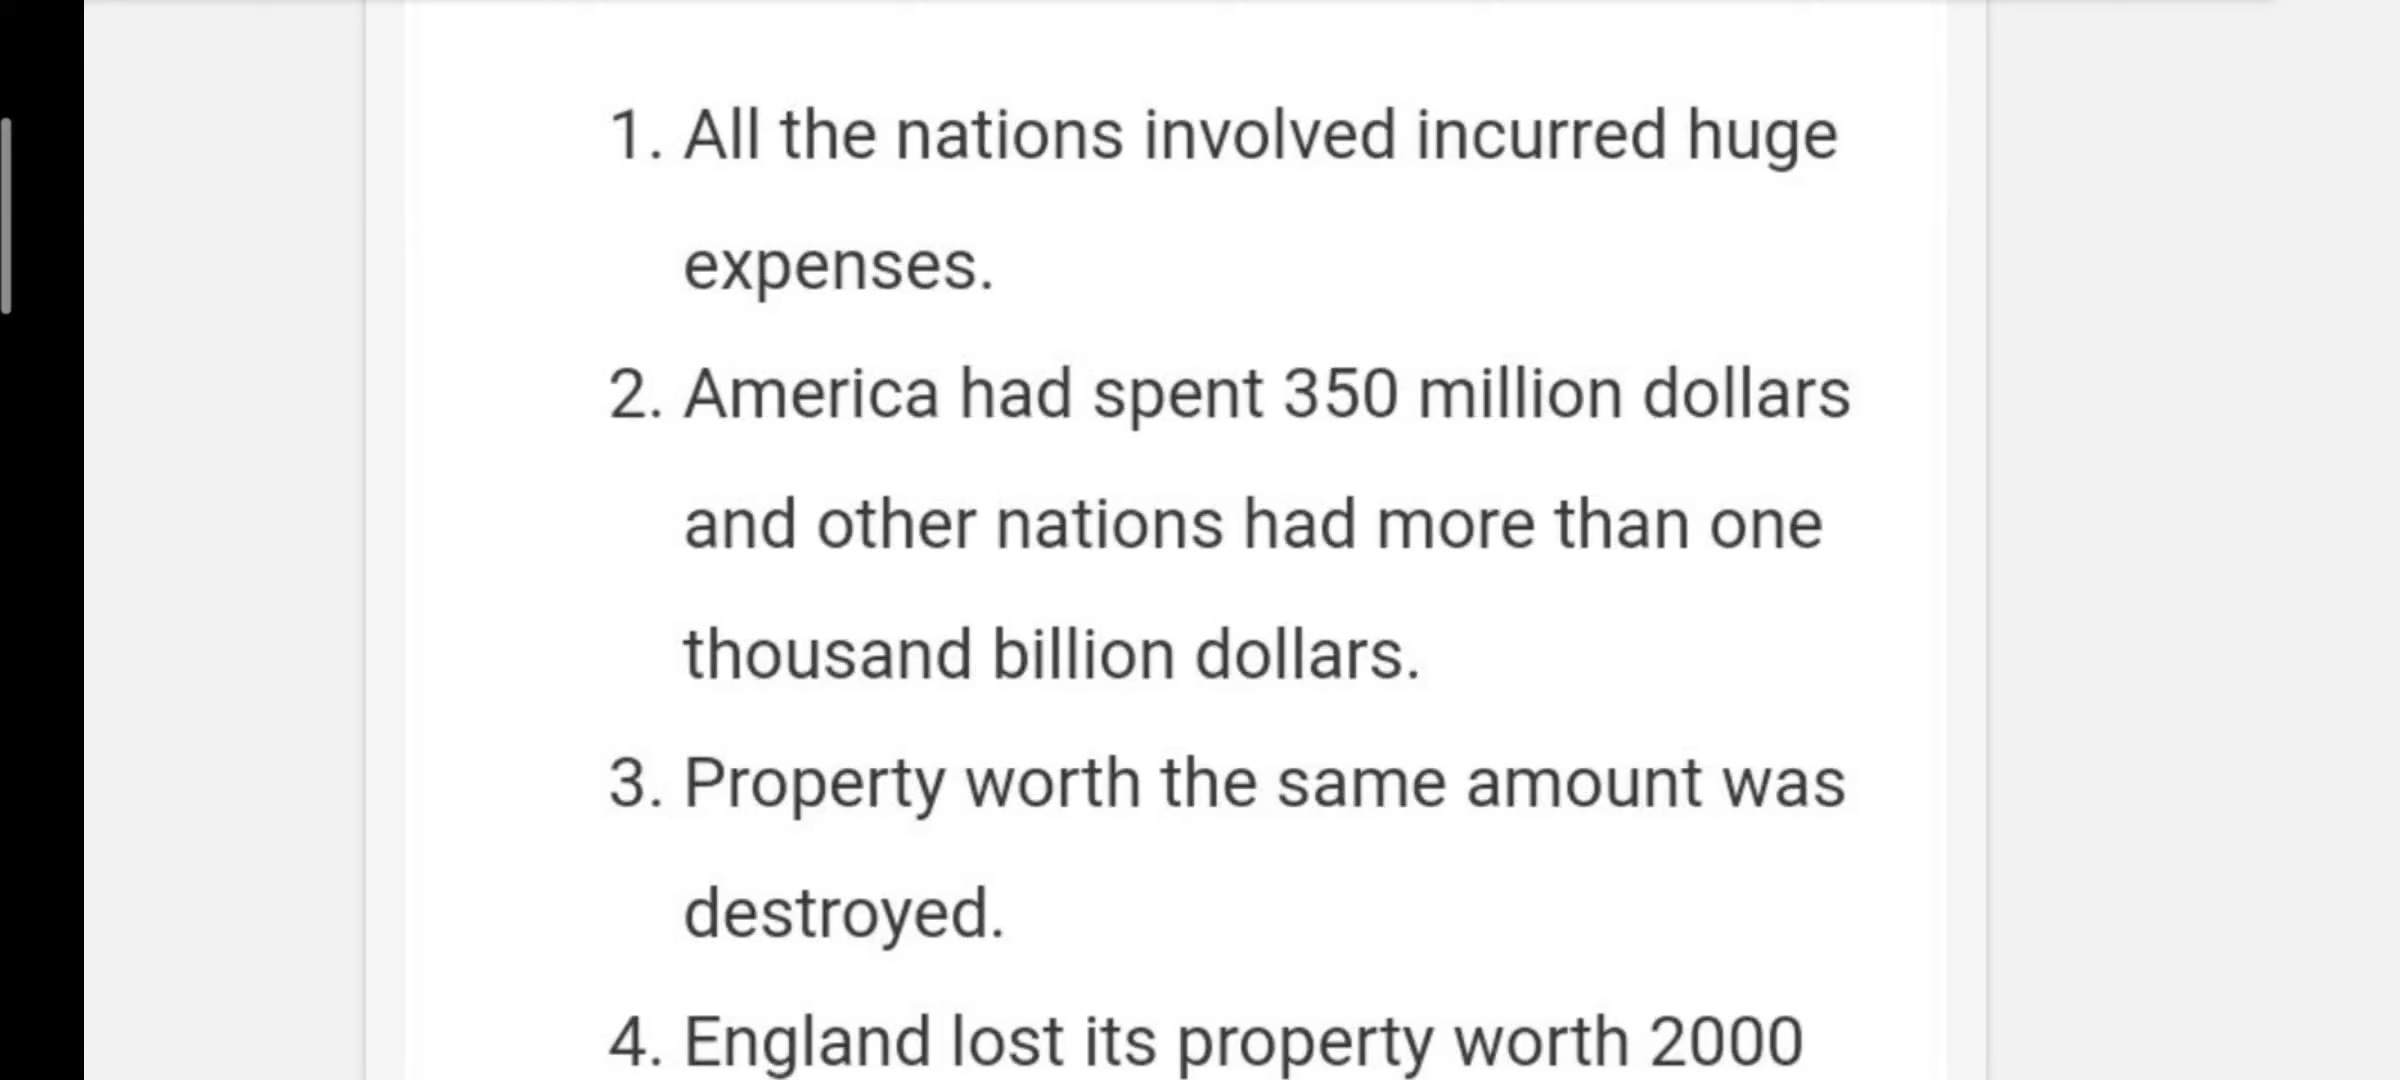 1. All the nations involved incurred huge
expenses.
2. America had spent 350 million dollars
and other nations had more than one
thousand billion dollars.
3. Property worth the same amount was
destroyed.
4. England lost its property worth 2000